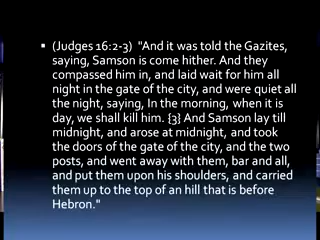 ▪ (Judges 16:2-3) "And it was told the Gazites,
saying, Samson is come hither. And they
compassed him in, and laid wait for him all
night in the gate of the city, and were quiet all
the night, saying, In the morning, when it is
day, we shall kill him. {3} And Samson lay till
midnight, and arose at midnight, and took
the doors of the gate of the city, and the two
posts, and went away with them, bar and all,
and put them upon his shoulders, and carried
them up to the top of an hill that is before
Hebron."